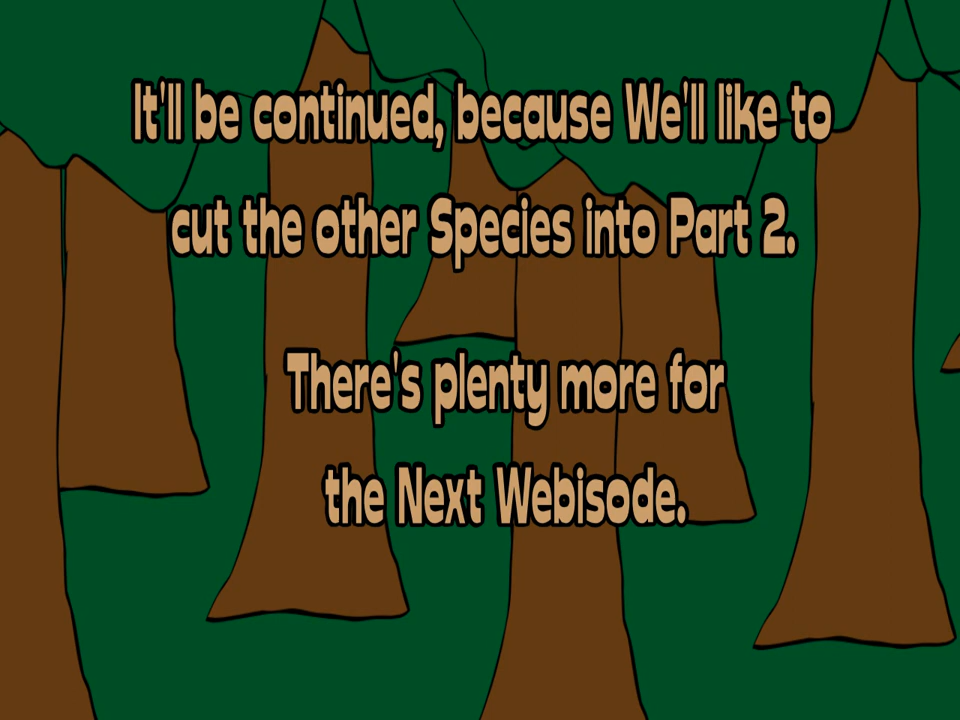 It'll be continued, because We'll like to
cut the other Species into Part 2.
There's plenty more for
the Next Webisode.